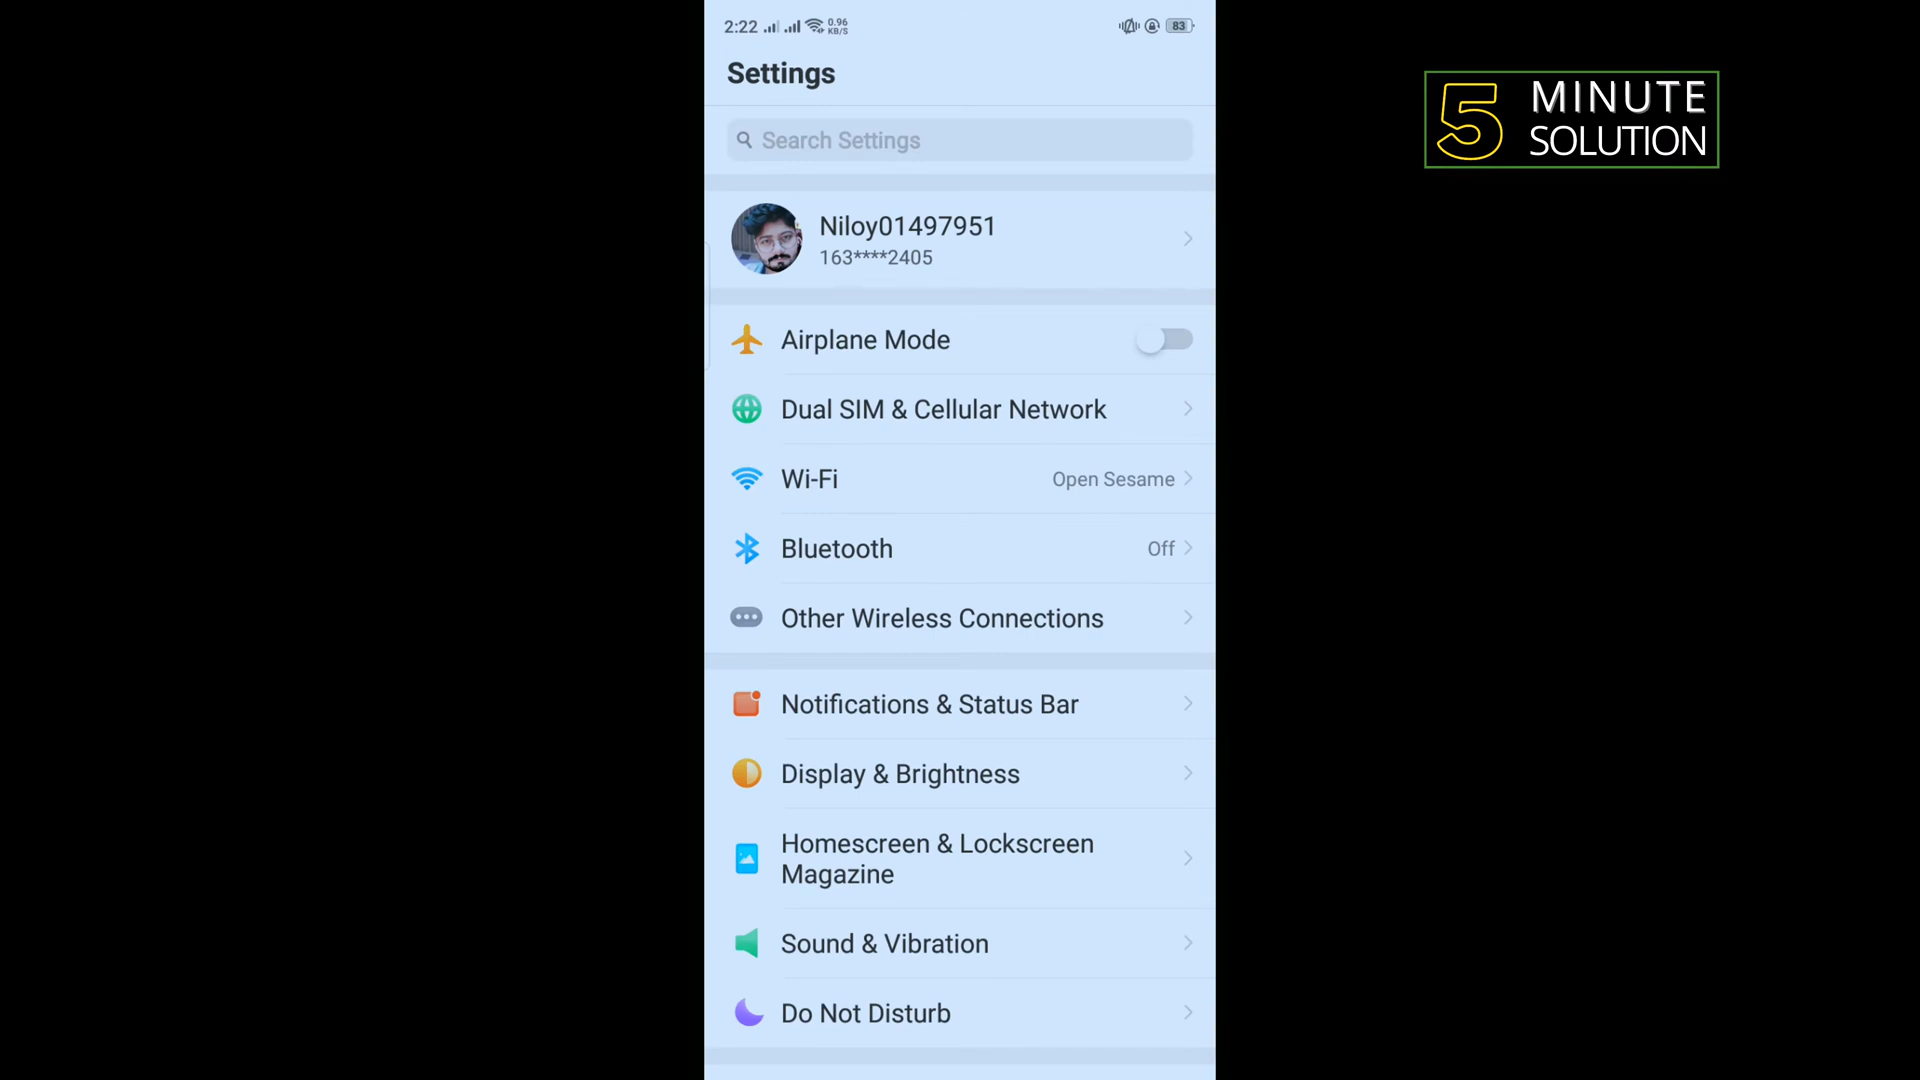 2:22 0.96 KB/S 83
Settings
5 MINUTE SOLUTION
Search Settings
Niloy01497951
163****2405
Airplane Mode
Dual SIM & Cellular Network
Wi-Fi Open Sesame
Bluetooth Off
Other Wireless Connections
Notifications & Status Bar
Display & Brightness
Homescreen & Lockscreen
Magazine
Sound & Vibration
Do Not Disturb